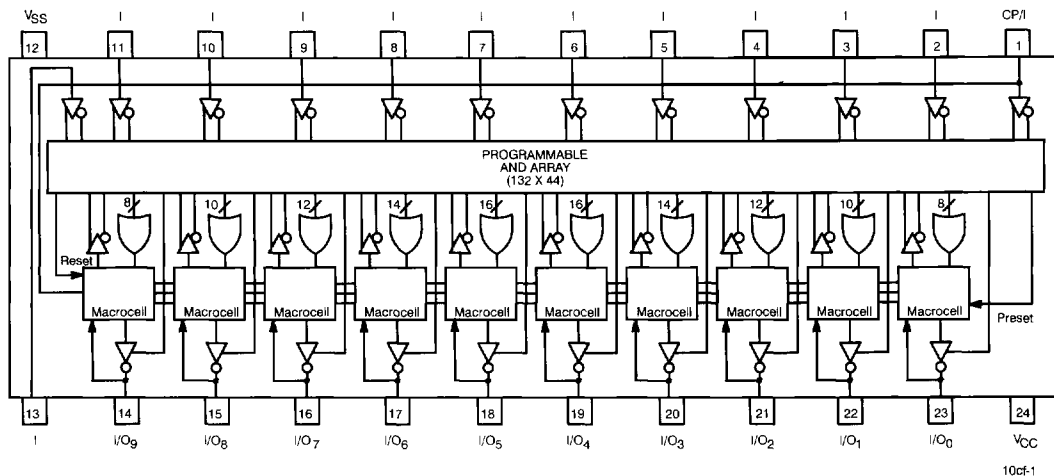 V_SS I I I I I I I I I I CP/I
12 11 10 9 8 7 6 5 4 3 2 1
PROGRAMMABLE
AND ARRAY
(132 X 44)
8 10 12 14 16 16 14 12 10 8
Reset
Macrocell Macrocell Macrocell Macrocell Macrocell Macrocell Macrocell Macrocell Macrocell Macrocell
Preset
13 14 15 16 17 18 19 20 21 22 23 24
I I/O9 I/O8 I/O7 I/O6 I/O5 I/O4 I/O3 I/O2 I/O1 I/O0 VCC
10cf-1